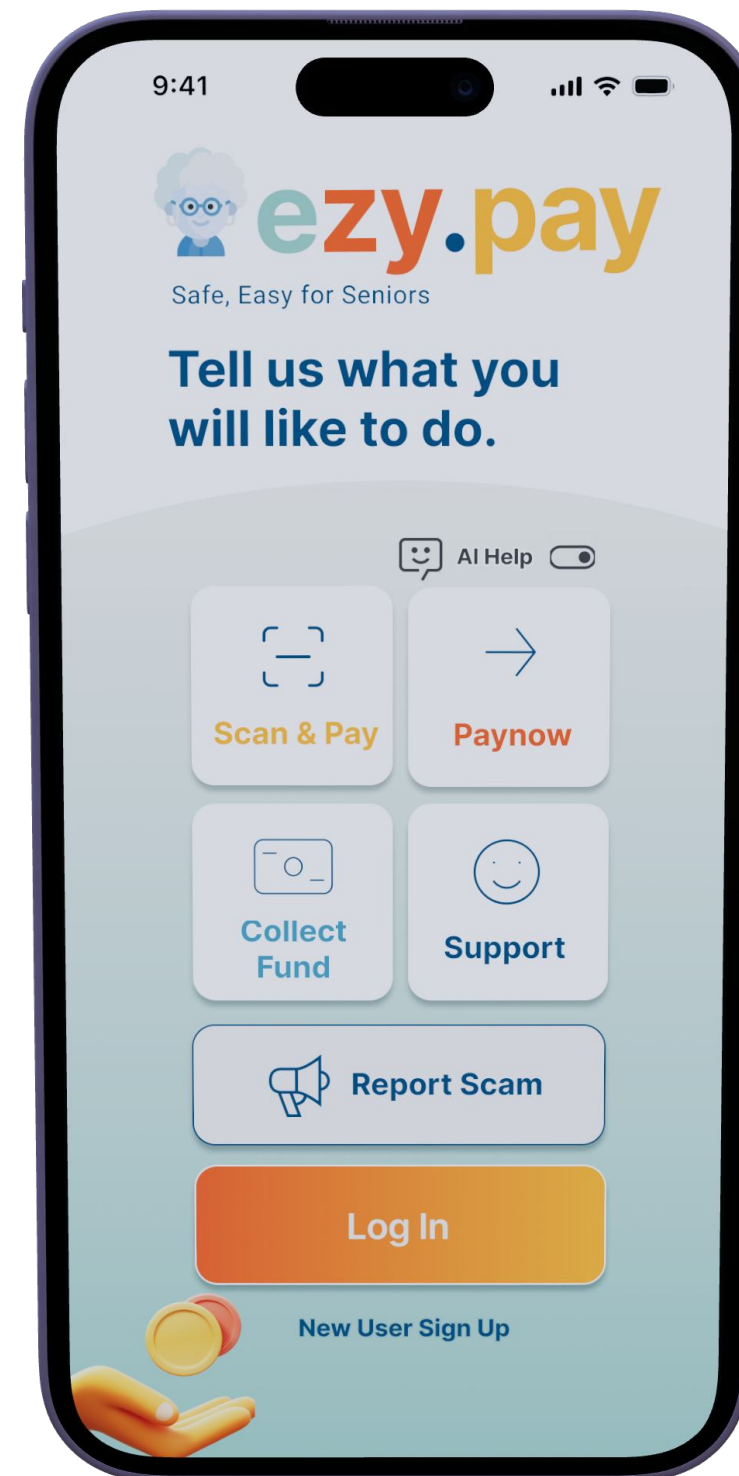 9:41
ezy.pay
Safe, Easy for Seniors
Tell us what you
will like to do.
AI Help
Scan & Pay
Paynow
Collect
Fund
Support
Report Scam
Log In
New User Sign Up